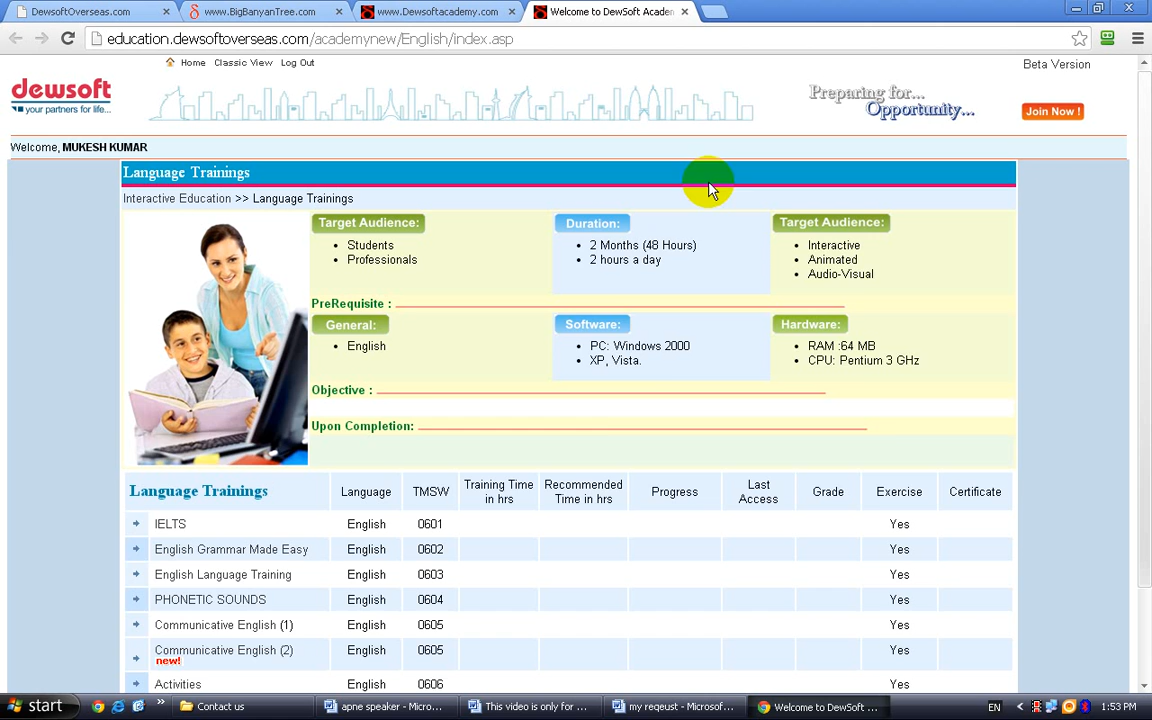 DewsoftOverseas.com
www.BigBanyanTree.com
www.Dewsoftacademy.com
Welcome to DewSoft Academ
education.dewsoftoverseas.com/academynew/English/index.asp
Home Classic View Log Out
Beta Version
dewsoft
your partners for life...
Preparing for...
Opportunity...
Join Now !
Welcome, MUKESH KUMAR
Language Trainings
Interactive Education >> Language Trainings
Target Audience: Duration: Target Audience:
Students 2 Months (48 Hours) Interactive
Professionals 2 hours a day Animated
Audio-Visual
PreRequisite :
General: Software: Hardware:
English PC: Windows 2000 RAM :64 MB
XP, Vista. CPU: Pentium 3 GHz
Objective :
Upon Completion:
Language Trainings Language TMSW Training Time in hrs Recommended Time in hrs Progress Last Access Grade Exercise Certificate
IELTS English 0601 Yes
English Grammar Made Easy English 0602 Yes
English Language Training English 0603 Yes
PHONETIC SOUNDS English 0604 Yes
Communicative English (1) English 0605 Yes
Communicative English (2) English 0605 Yes
new!
Activities English 0606 Yes
start Contact us apne speaker - Micro... This video is only for ... my reqeust - Microsof... Welcome to DewSoft ... EN 1:53 PM